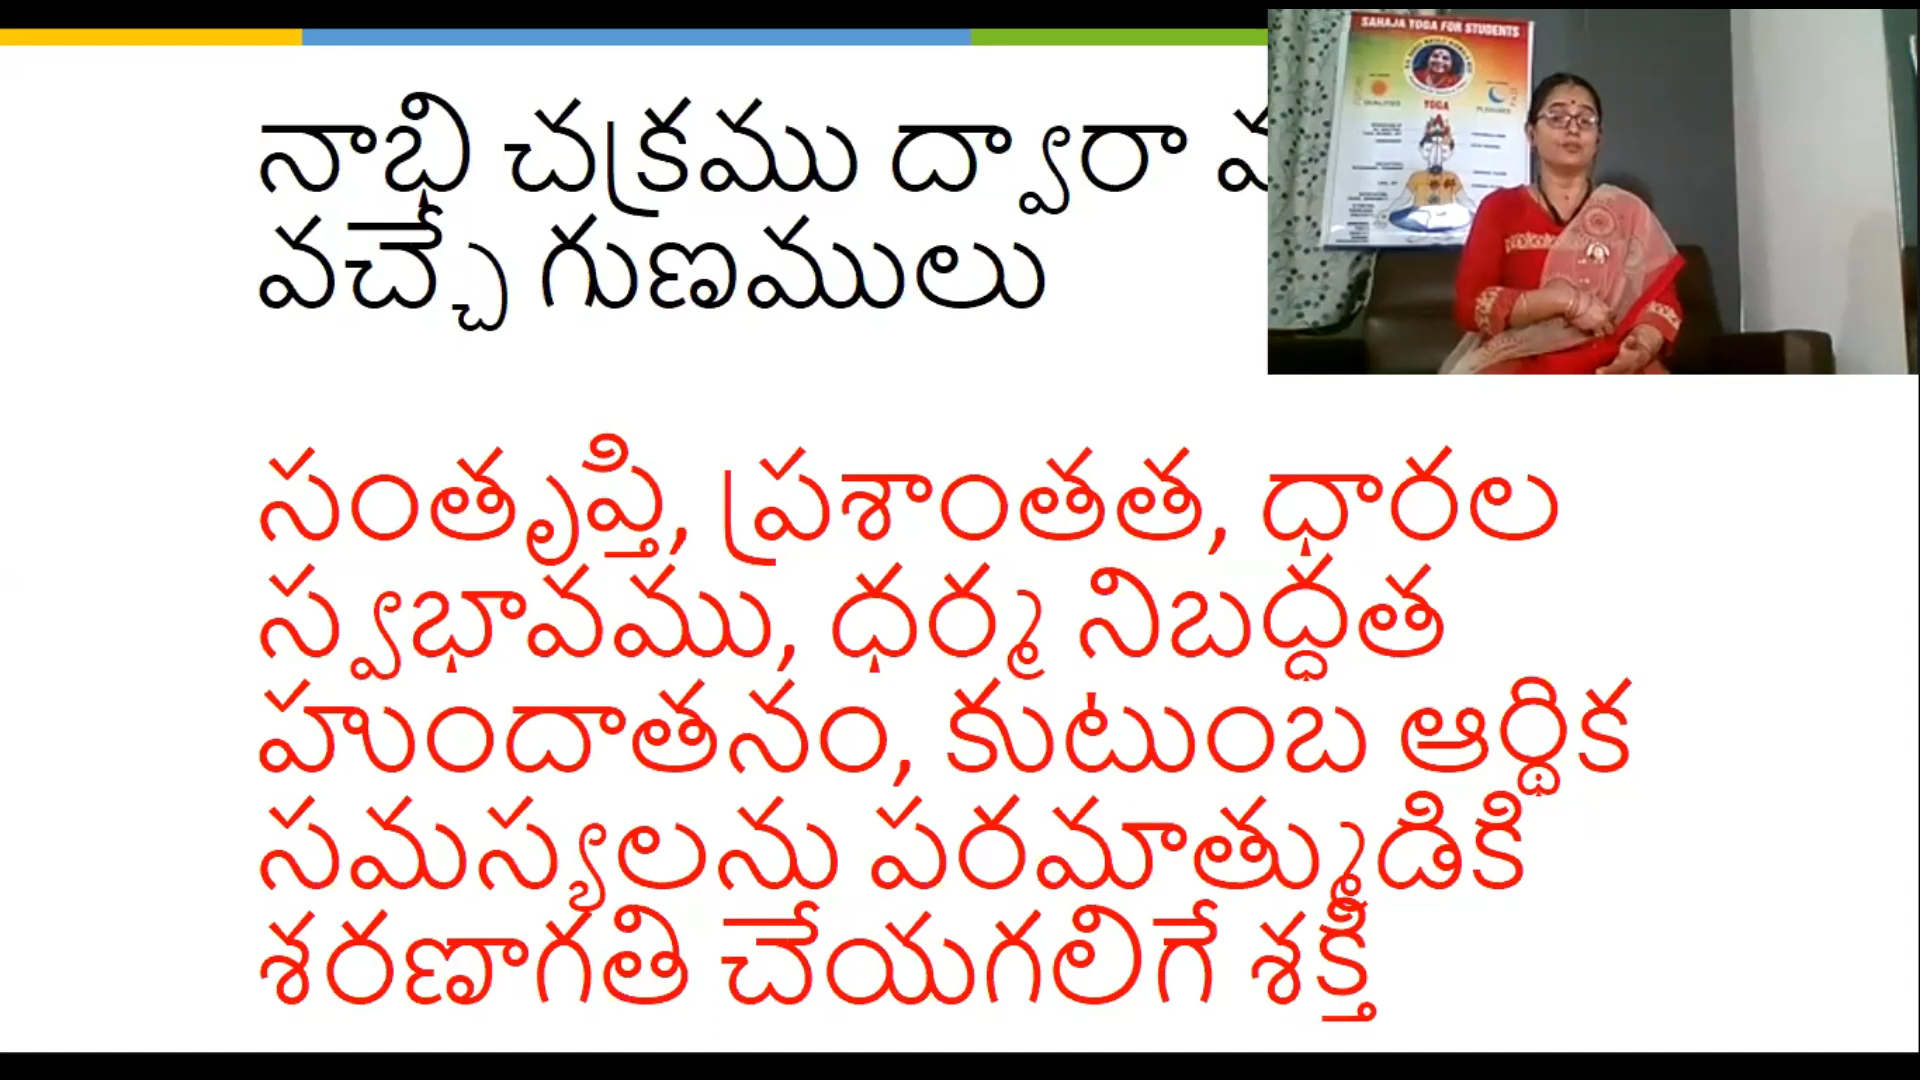 నాభి చక్రము ద్వారా
వచ్చే గుణములు
సంతృప్తి, ప్రశాంతత, ధారల
స్వభావము, ధర్మ నిబద్ధత
హుందాతనం, కుటుంబ ఆర్థిక
సమస్యలను పరమాత్ముడికి
శరణాగతి చేయగలిగే శక్తి
SAHAJA YOGA FOR STUDENTS
YOGA